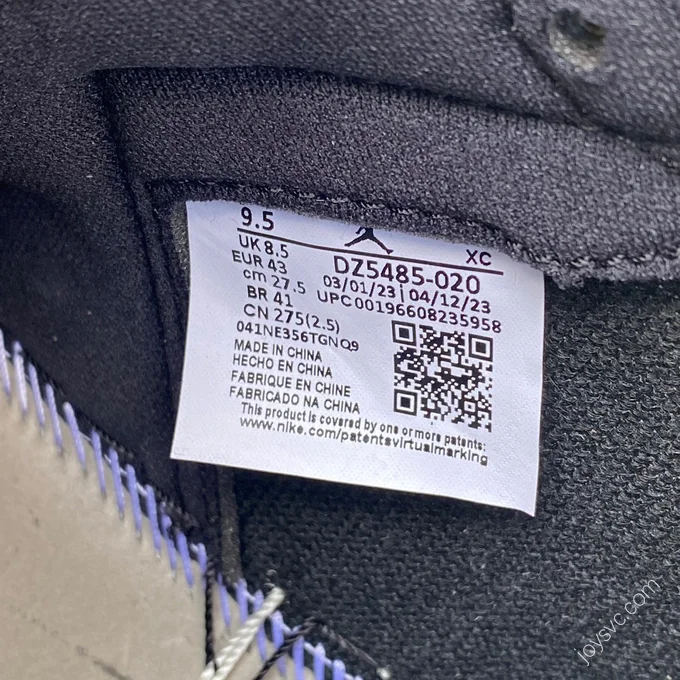 9.5
XC
UK 8.5
EUR 43
cm 27.5
BR 41
CN 275(2.5)
DZ5485-020
03/01/23|04/12/23
UPC00196608235958
041NE356TGNQ9
MADE IN CHINA
HECHO EN CHINA
FABRIQUE EN CHINE
FABRICADO NA CHINA
This product is covered by one or more patents:
www.nike.com/patentsvirtualmarking
joysvc.com